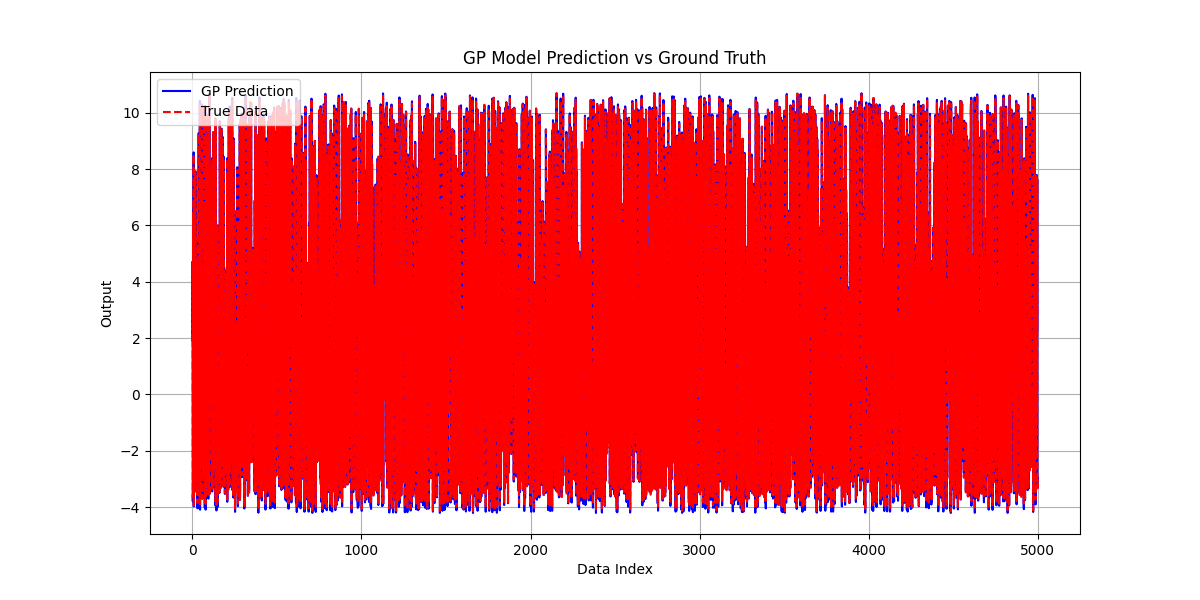 GP Model Prediction vs Ground Truth
GP Prediction
True Data
Output
10
8
6
4
2
0
−2
−4
0 1000 2000 3000 4000 5000
Data Index